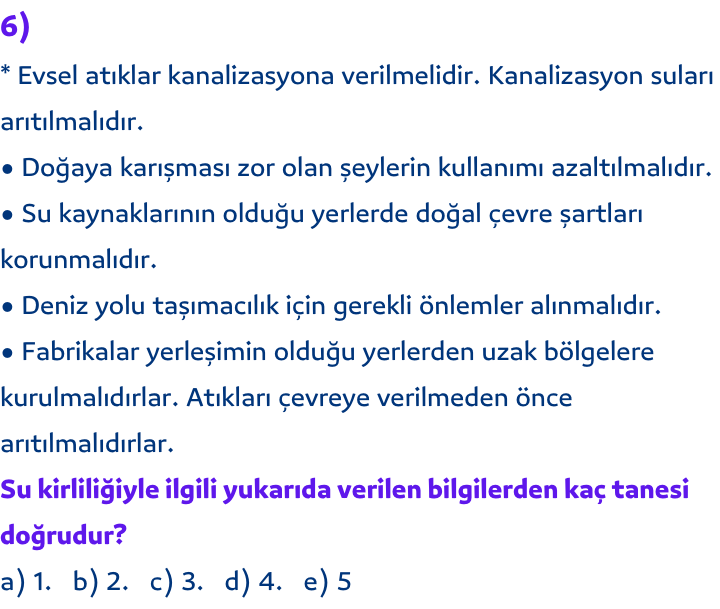 6)
* Evsel atıklar kanalizasyona verilmelidir. Kanalizasyon suları
arıtılmalıdır.
● Doğaya karışması zor olan şeylerin kullanımı azaltılmalıdır.
● Su kaynaklarının olduğu yerlerde doğal çevre şartları
korunmalıdır.
● Deniz yolu taşımacılık için gerekli önlemler alınmalıdır.
● Fabrikalar yerleşimin olduğu yerlerden uzak bölgelere
kurulmalıdırlar. Atıkları çevreye verilmeden önce
arıtılmalıdırlar.
Su kirliliğiyle ilgili yukarıda verilen bilgilerden kaç tanesi
doğrudur?
a) 1. b) 2. c) 3. d) 4. e) 5